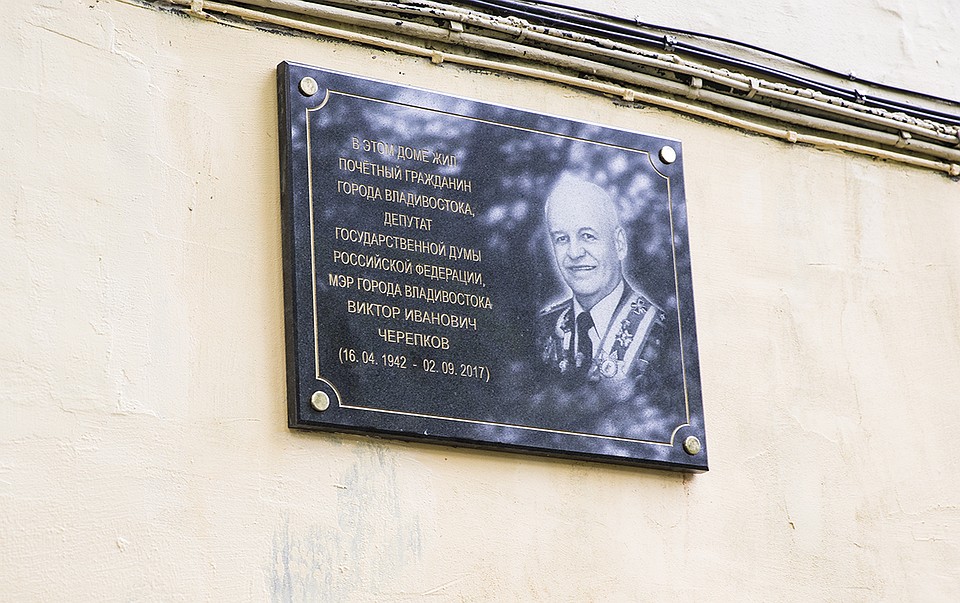 В ЭТОМ ДОМЕ ЖИЛ
ПОЧЁТНЫЙ ГРАЖДАНИН
ГОРОДА ВЛАДИВОСТОКА,
ДЕПУТАТ
ГОСУДАРСТВЕННОЙ ДУМЫ
РОССИЙСКОЙ ФЕДЕРАЦИИ,
МЭР ГОРОДА ВЛАДИВОСТОКА
ВИКТОР ИВАНОВИЧ
ЧЕРЕПКОВ
(16. 04. 1942 - 02. 09. 2017)